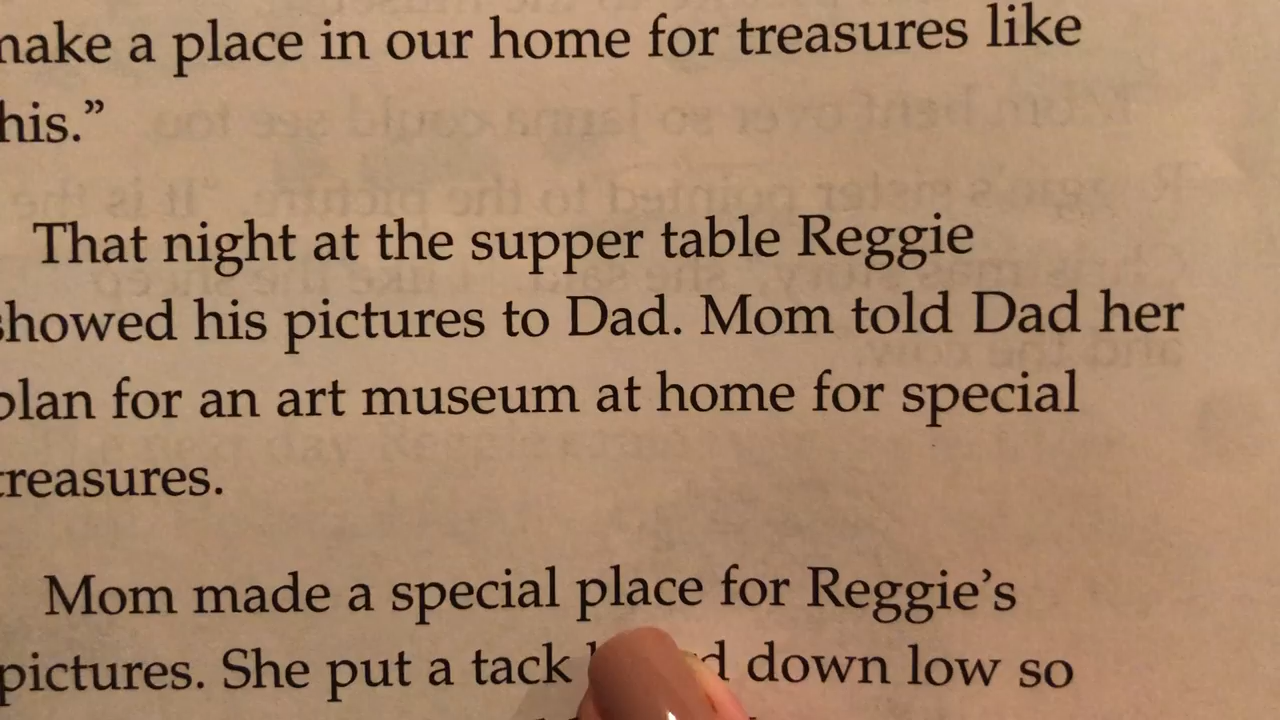 make a place in our home for treasures like
his.”
That night at the supper table Reggie
showed his pictures to Dad. Mom told Dad her
plan for an art museum at home for special
treasures.
Mom made a special place for Reggie’s
pictures. She put a tack down low so